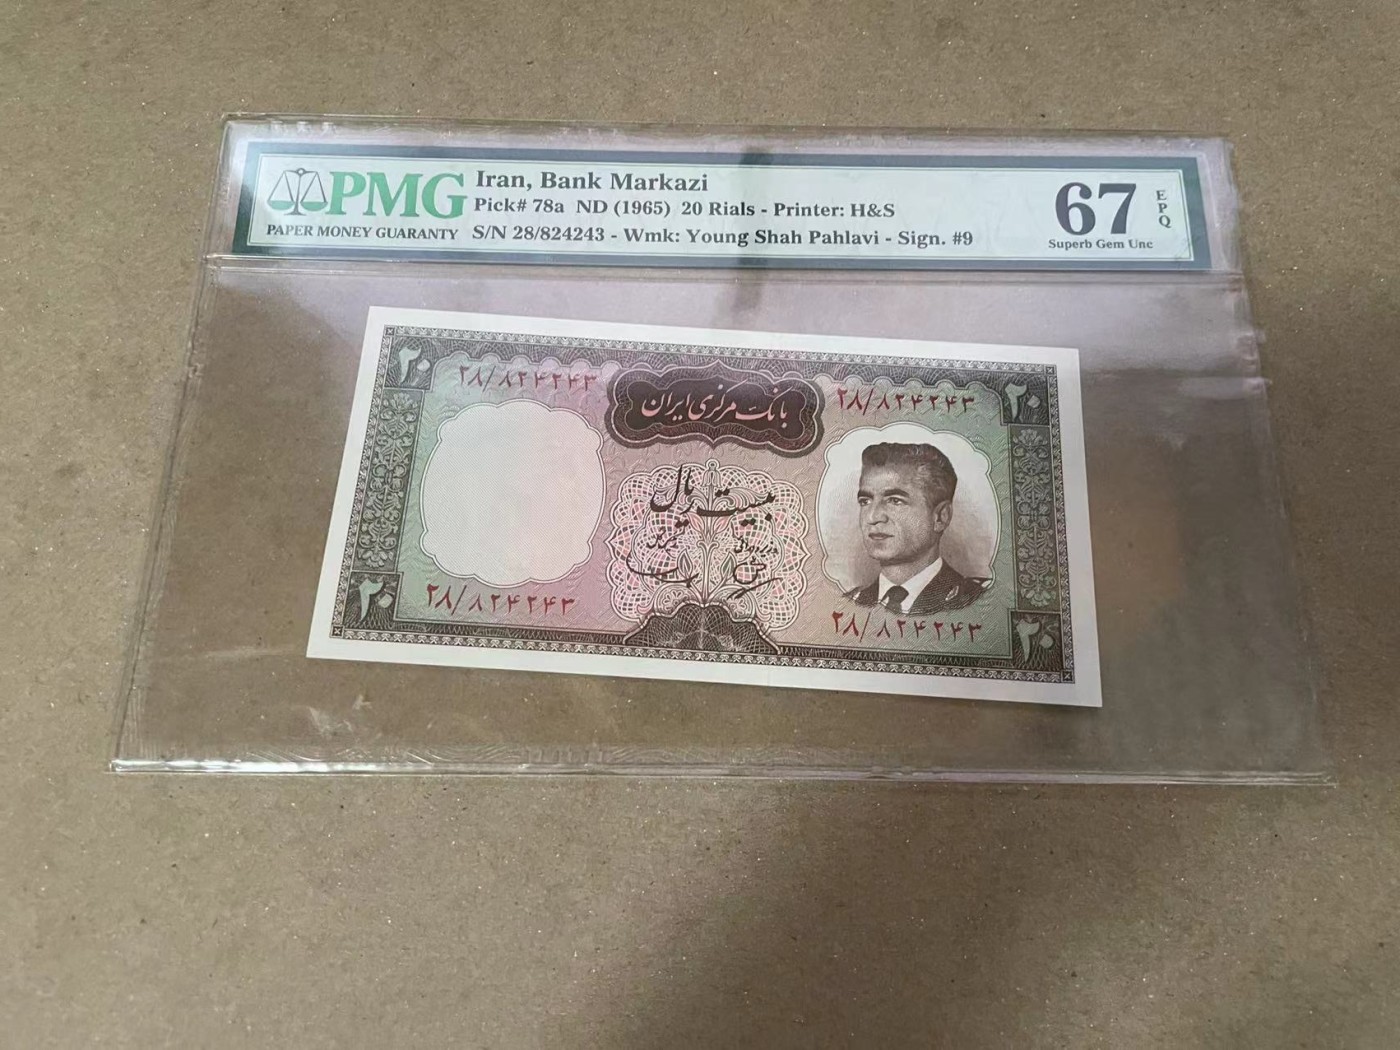 PMG
PAPER MONEY GUARANTY
Iran, Bank Markazi
Pick# 78a ND (1965) 20 Rials - Printer: H&S
S/N 28/824243 - Wmk: Young Shah Pahlavi - Sign. #9
67 EPQ
Superb Gem Unc
۲۰ ۲۰
۲۸/۸۲۴۲۴۳ ۲۸/۸۲۴۲۴۳
بانک مرکزی ایران
بیست ریال
وزیر دارائی
۲۸/۸۲۴۲۴۳ ۲۸/۸۲۴۲۴۳
۲۰ ۲۰